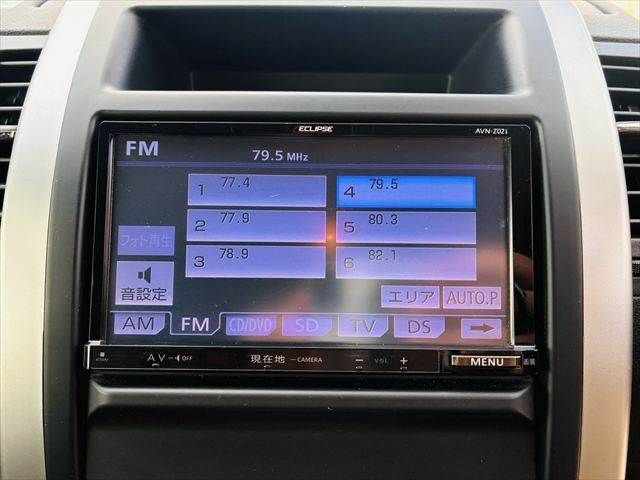 ECLIPSE
AVN-Z02i
FM
79.5 MHz
1 77.4
4 79.5
2 77.9
5 80.3
3 78.9
6 82.1
フォト再生
音設定
エリア
AUTO.P
AM FM CD/DVD SD TV DS
AV OFF
現在地 CAMERA
− VOL +
MENU
画質